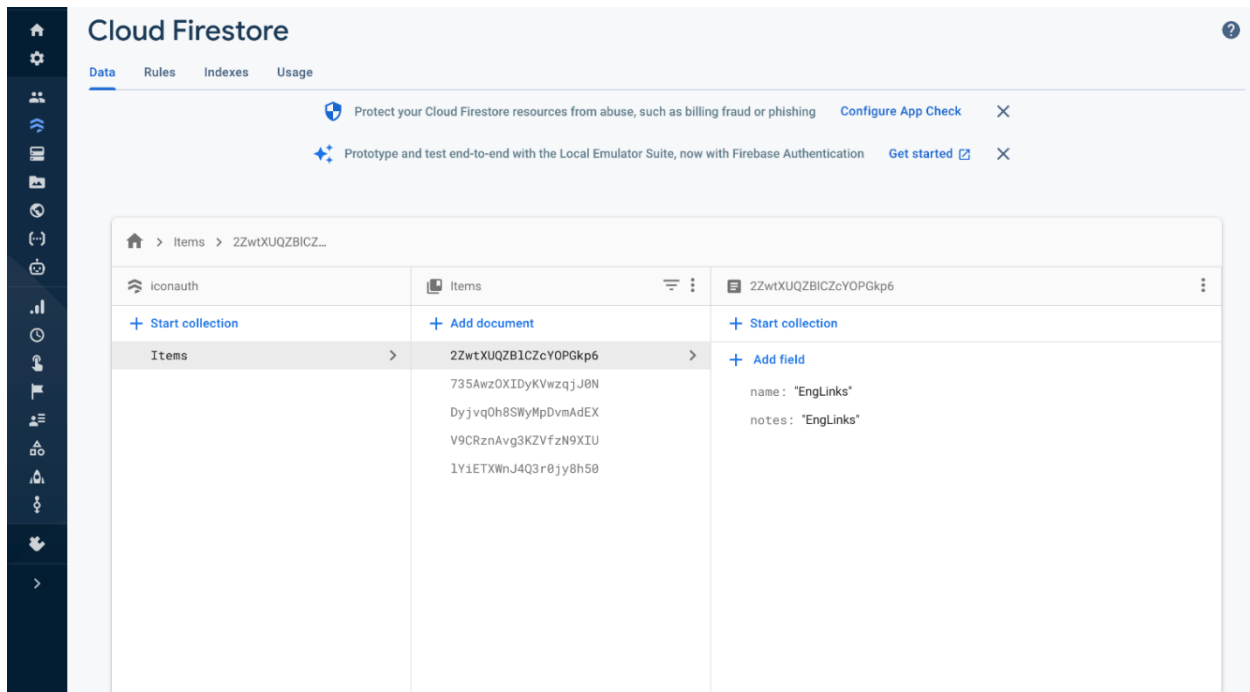 Cloud Firestore
Data Rules Indexes Usage
Protect your Cloud Firestore resources from abuse, such as billing fraud or phishing Configure App Check
Prototype and test end-to-end with the Local Emulator Suite, now with Firebase Authentication Get started
Items 2ZwtXUQZBlCZ...
iconauth
Start collection
Items
Items
Add document
2ZwtXUQZBlCZcYOPGkp6
735AwzOXIDyKVwzqjJ0N
DyjvqOh8SWyMpDvmAdEX
V9CRznAvg3KZVfzN9XIU
lYiETXWnJ4Q3r0jy8h50
2ZwtXUQZBlCZcYOPGkp6
Start collection
Add field
name: "EngLinks"
notes: "EngLinks"